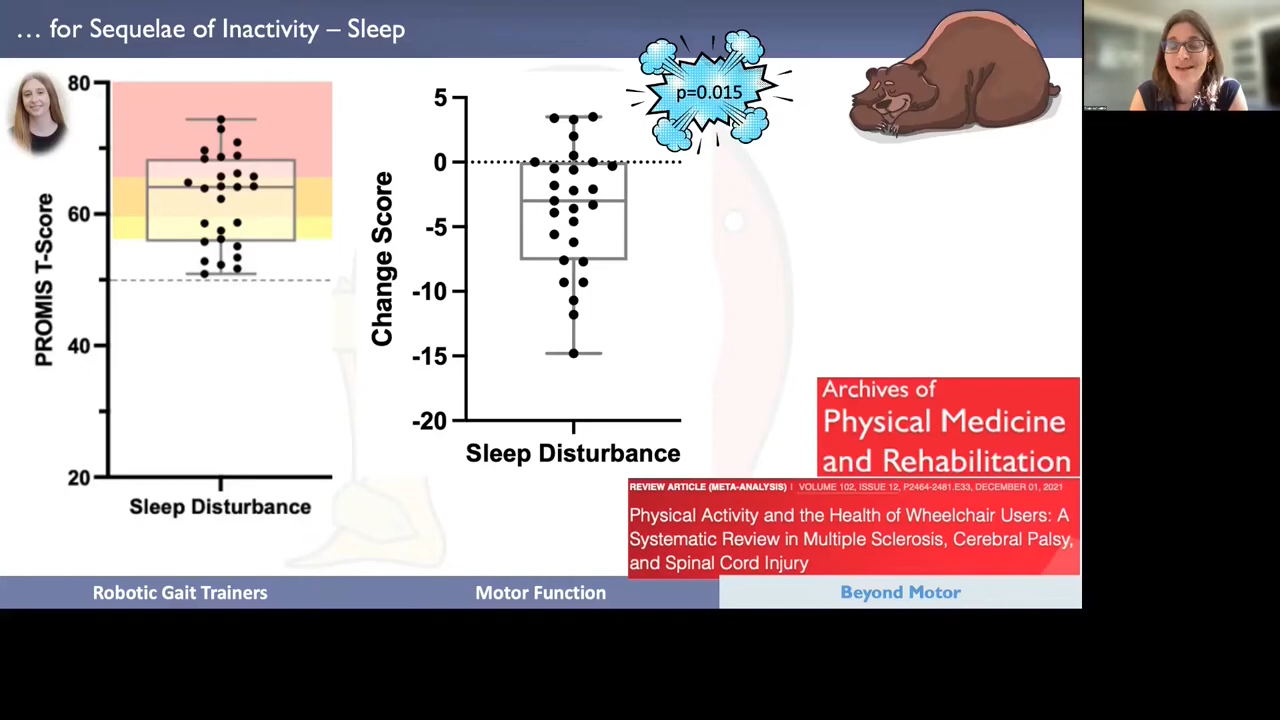 … for Sequelae of Inactivity – Sleep
p=0.015
80
60
40
20
PROMIS T-Score
Sleep Disturbance
5
0
-5
-10
-15
-20
Change Score
Sleep Disturbance
Archives of
Physical Medicine
and Rehabilitation
REVIEW ARTICLE (META-ANALYSIS) | VOLUME 102, ISSUE 12, P2464-2481.E33, DECEMBER 01, 2021
Physical Activity and the Health of Wheelchair Users: A
Systematic Review in Multiple Sclerosis, Cerebral Palsy,
and Spinal Cord Injury
Robotic Gait Trainers
Motor Function
Beyond Motor